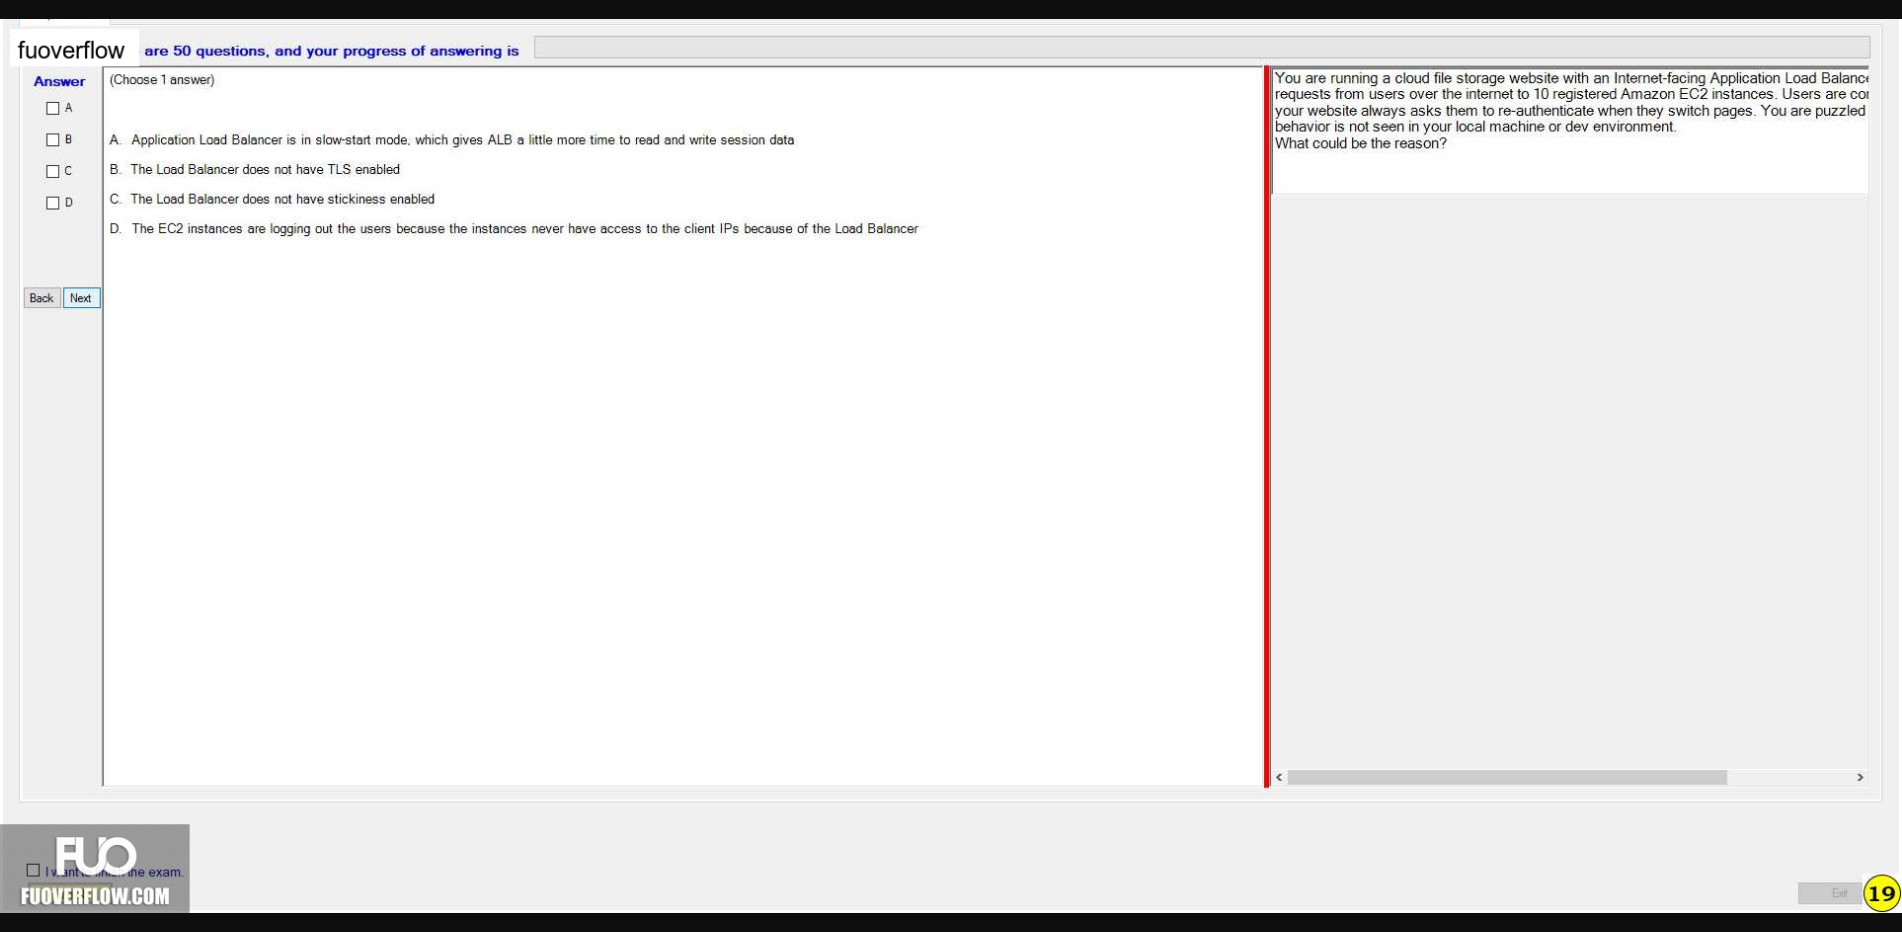 fuoverflow are 50 questions, and your progress of answering is
Answer
A
B
C
D
Back Next
(Choose 1 answer)
A. Application Load Balancer is in slow-start mode, which gives ALB a little more time to read and write session data
B. The Load Balancer does not have TLS enabled
C. The Load Balancer does not have stickiness enabled
D. The EC2 instances are logging out the users because the instances never have access to the client IPs because of the Load Balancer
You are running a cloud file storage website with an Internet-facing Application Load Balance
requests from users over the internet to 10 registered Amazon EC2 instances. Users are co
your website always asks them to re-authenticate when they switch pages. You are puzzled
behavior is not seen in your local machine or dev environment.
What could be the reason?
FUO
I want the exam.
FUOVERFLOW.COM
Exit
19